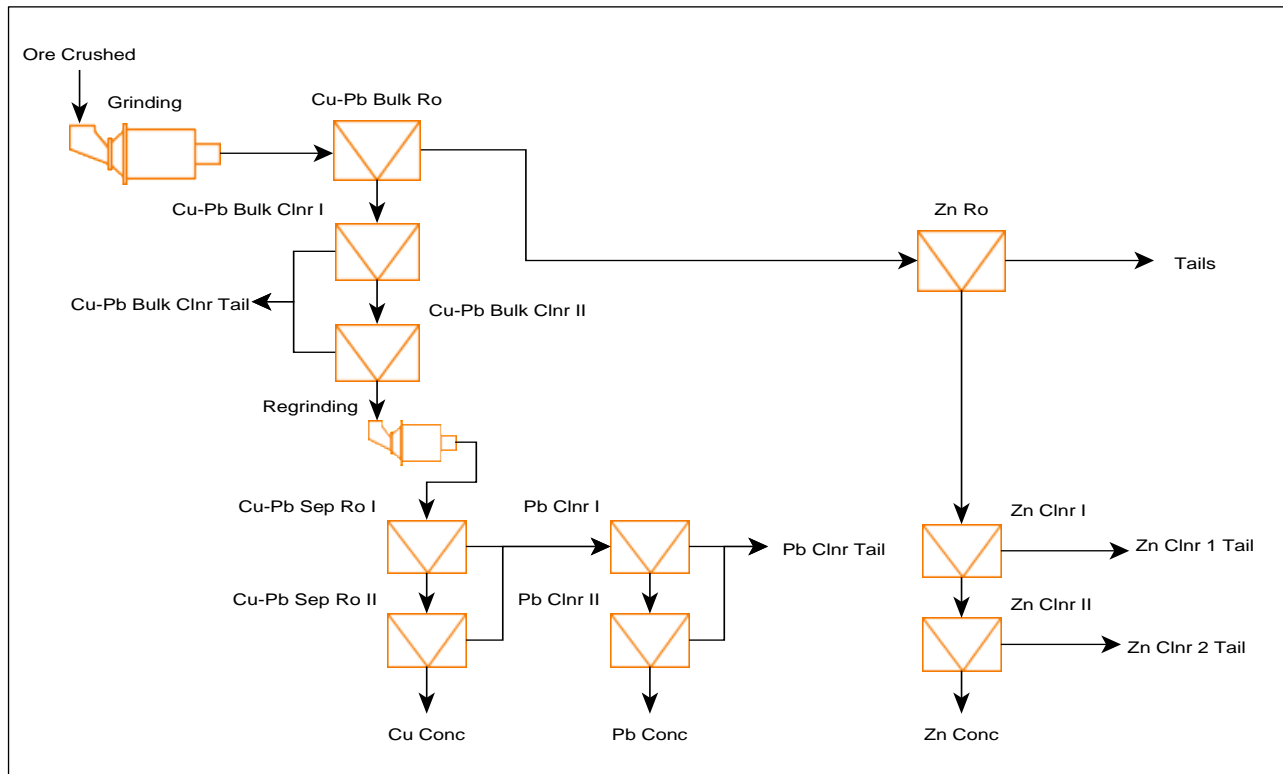 Ore Crushed
Grinding
Cu-Pb Bulk Ro
Cu-Pb Bulk Clnr I
Zn Ro
Tails
Cu-Pb Bulk Clnr Tail
Cu-Pb Bulk Clnr II
Regrinding
Cu-Pb Sep Ro I
Pb Clnr I
Zn Clnr I
Pb Clnr Tail
Zn Clnr 1 Tail
Cu-Pb Sep Ro II
Pb Clnr II
Zn Clnr II
Zn Clnr 2 Tail
Cu Conc
Pb Conc
Zn Conc